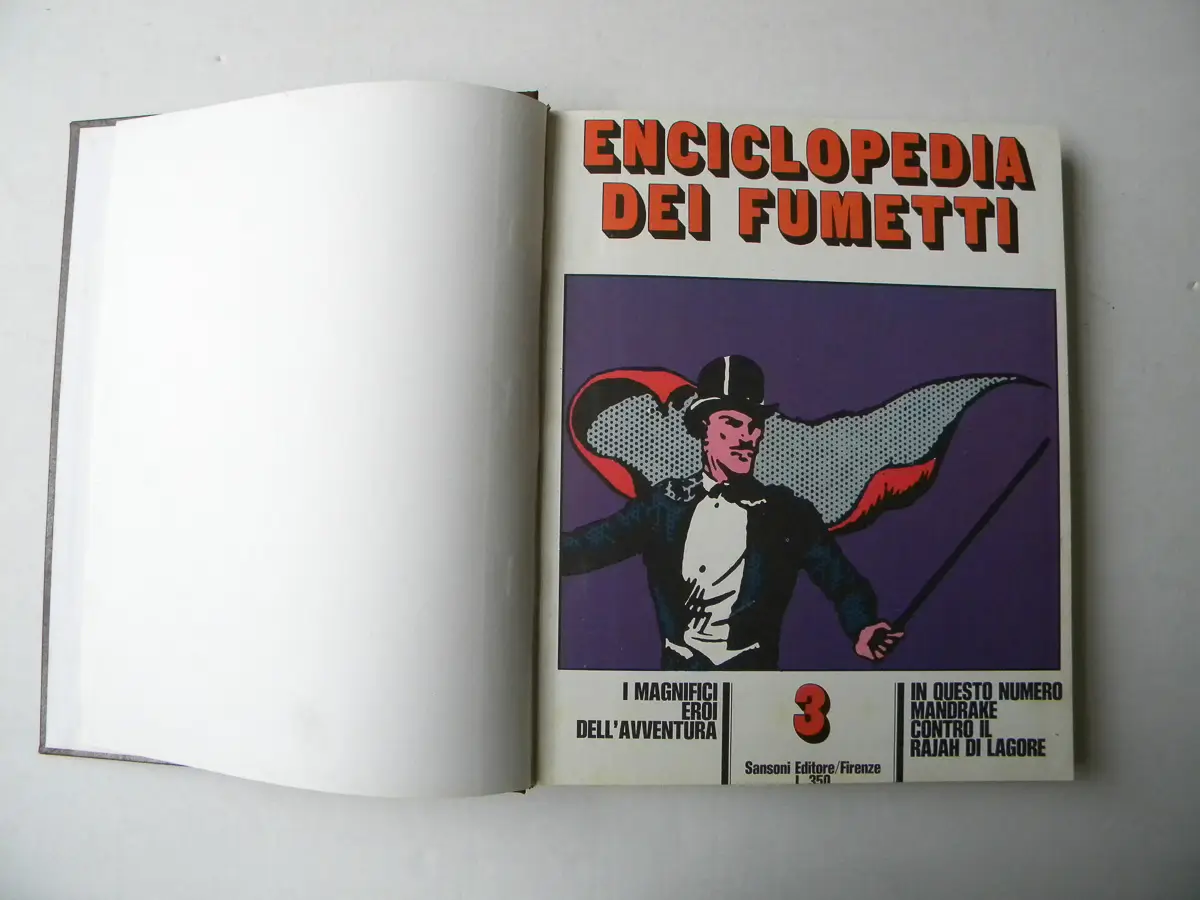 ENCICLOPEDIA
DEI FUMETTI
I MAGNIFICI
EROI
DELL'AVVENTURA
3
Sansoni Editore/Firenze
L. 350
IN QUESTO NUMERO
MANDRAKE
CONTRO IL
RAJAH DI LAGORE